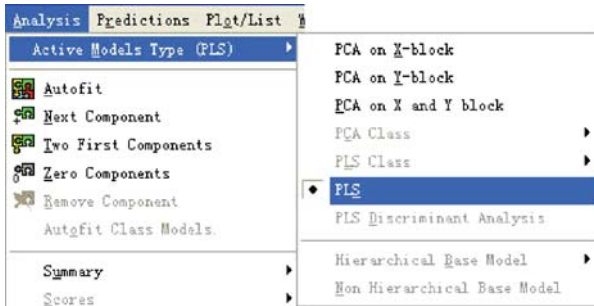 Analysis Predictions Plot/List
Active Models Type (PLS)
Autofit
Next Component
Two First Components
Zero Components
Remove Component
Autofit Class Models.
Summary
Scores
PCA on X-block
PCA on Y-block
PCA on X and Y block
PCA Class
PLS Class
PLS
PLS Discriminant Analysis
Hierarchical Base Model
Non Hierarchical Base Model